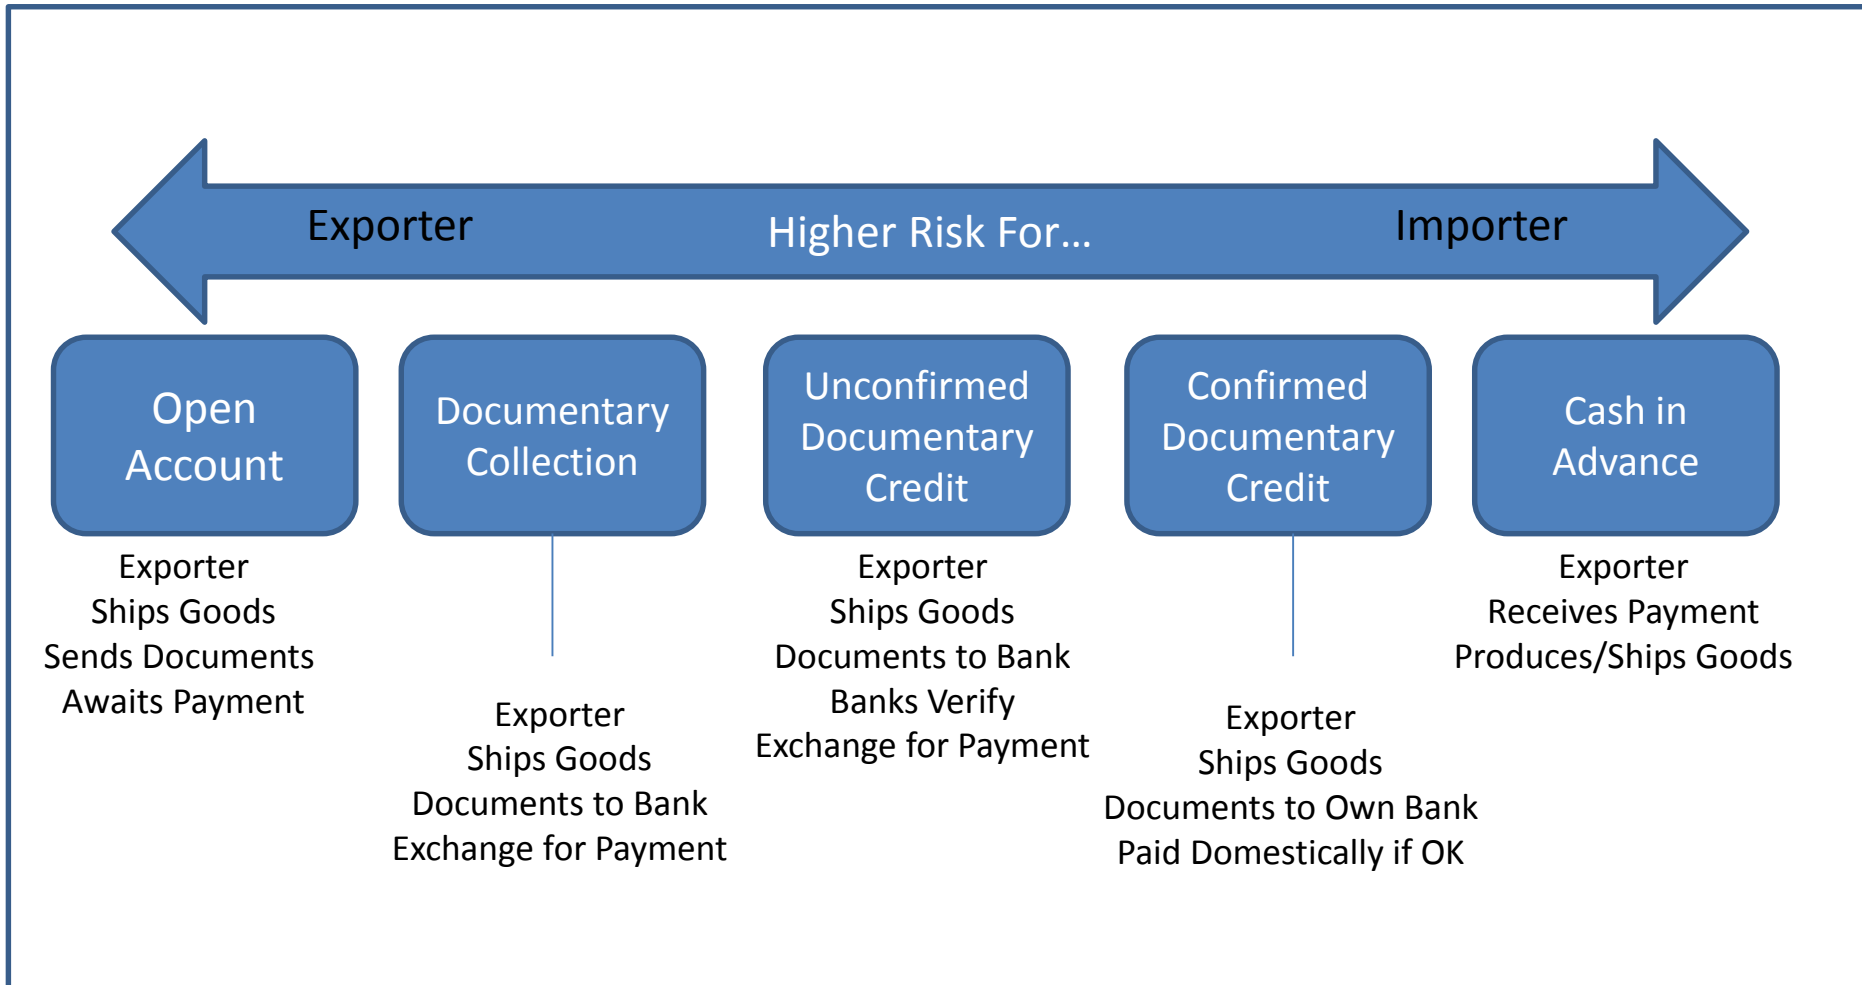 Exporter
Higher Risk For...
Importer
Open
Account
Documentary
Collection
Unconfirmed
Documentary
Credit
Confirmed
Documentary
Credit
Cash in
Advance
Exporter
Ships Goods
Sends Documents
Awaits Payment
Exporter
Ships Goods
Documents to Bank
Exchange for Payment
Exporter
Ships Goods
Documents to Bank
Banks Verify
Exchange for Payment
Exporter
Ships Goods
Documents to Own Bank
Paid Domestically if OK
Exporter
Receives Payment
Produces/Ships Goods